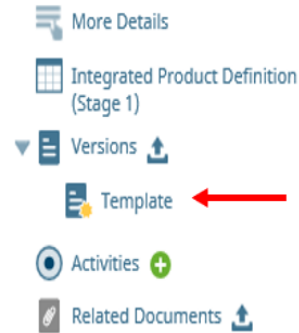 More Details
Integrated Product Definition
(Stage 1)
Versions
Template
Activities
Related Documents